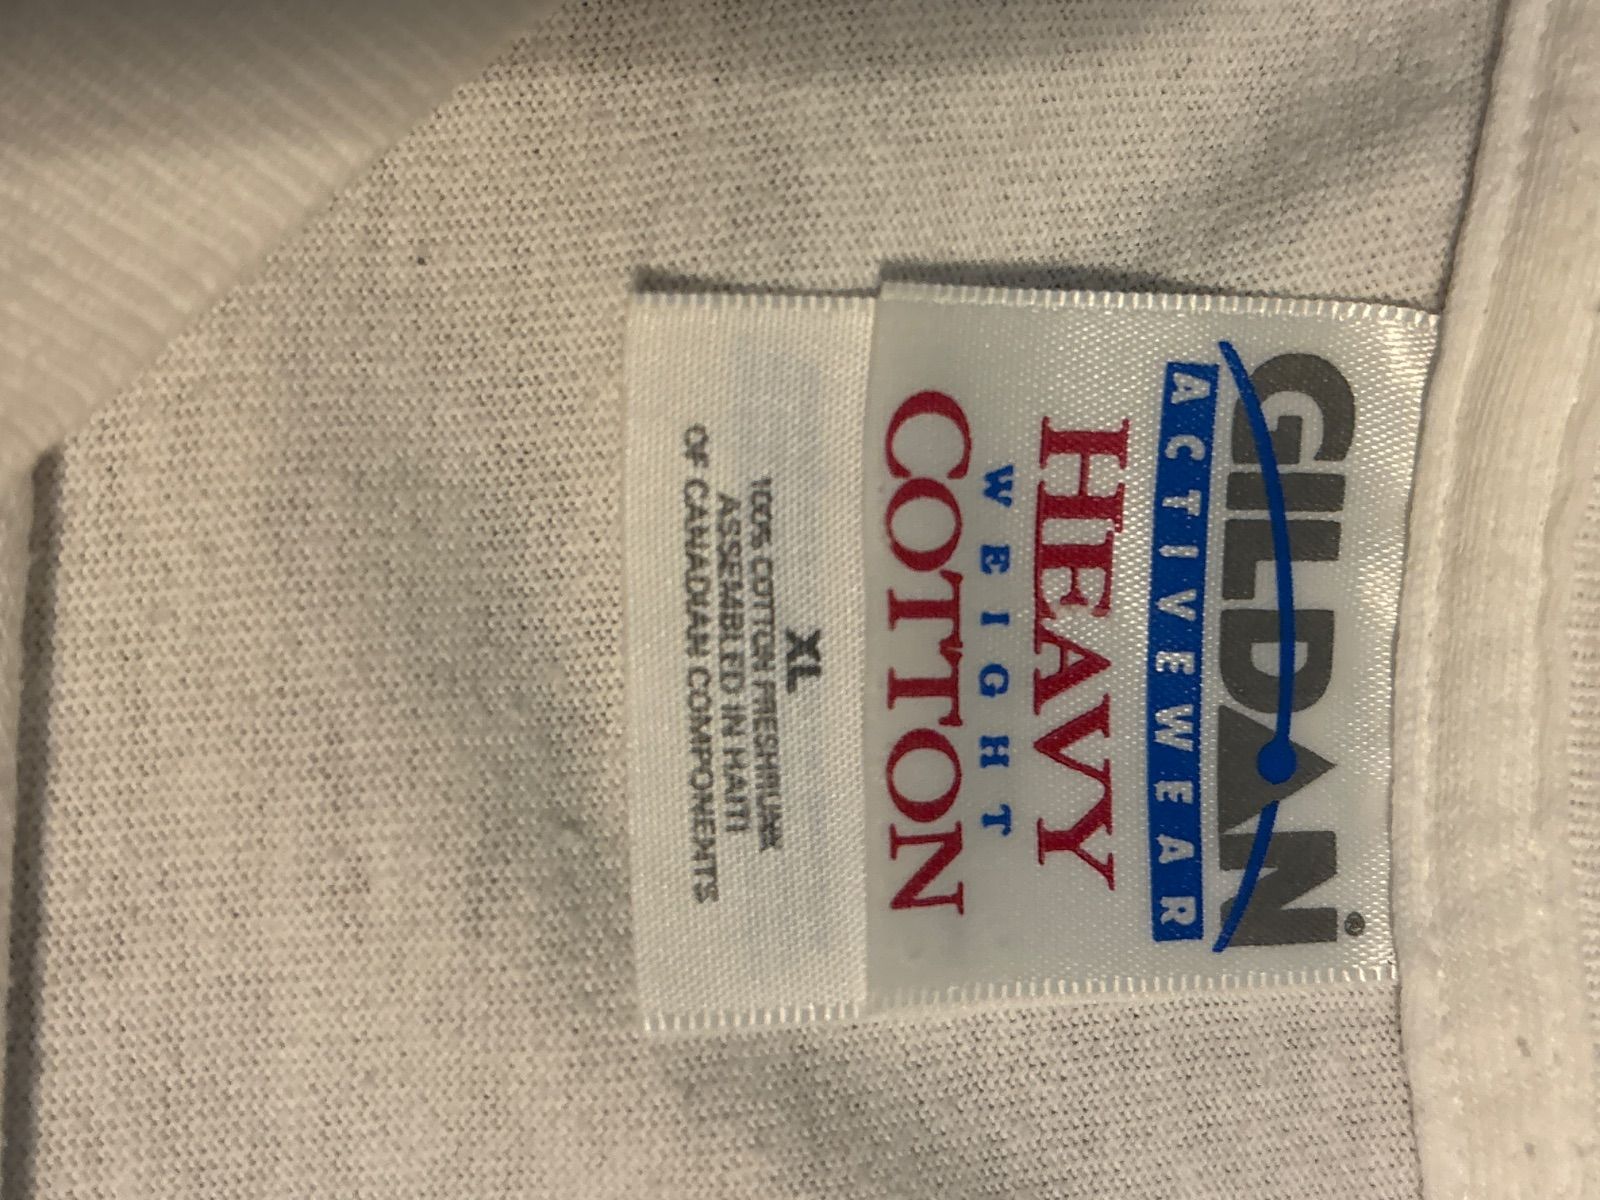 GILDAN®
ACTIVEWEAR
HEAVY
WEIGHT
COTTON
XL
100% COTTON PRESHRUNK
ASSEMBLED IN HAITI
OF CANADIAN COMPONENTS